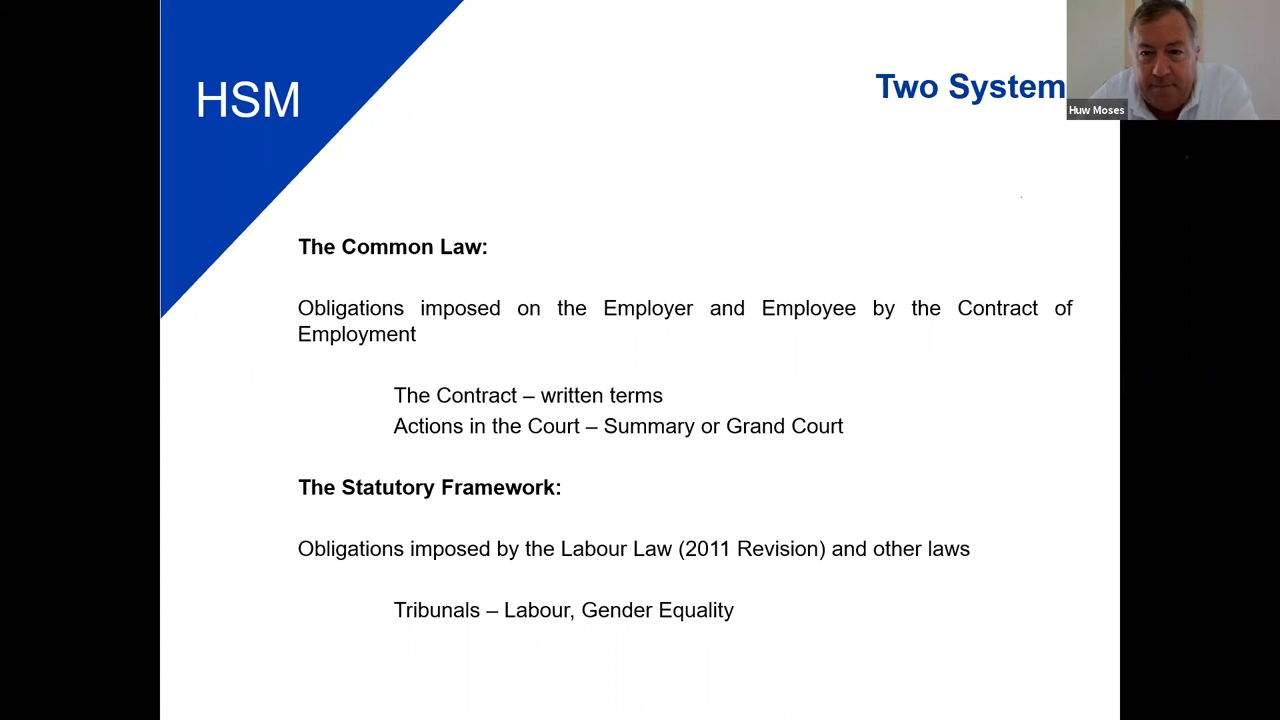 HSM
Two System
Huw Moses
The Common Law:
Obligations imposed on the Employer and Employee by the Contract of
Employment
The Contract – written terms
Actions in the Court – Summary or Grand Court
The Statutory Framework:
Obligations imposed by the Labour Law (2011 Revision) and other laws
Tribunals – Labour, Gender Equality